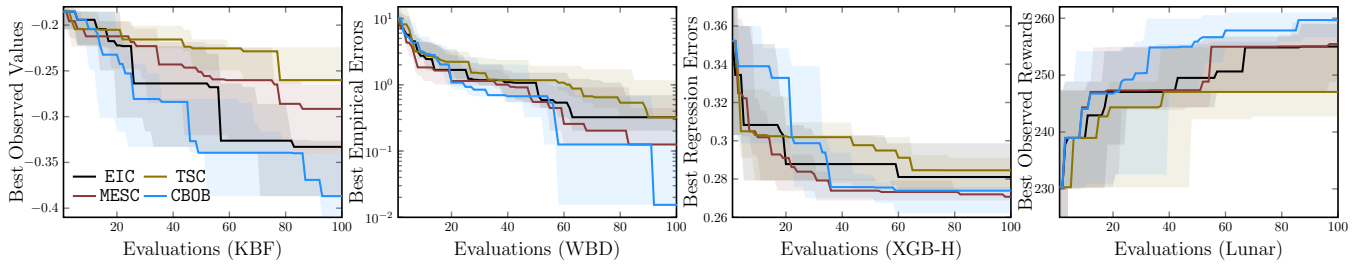 Best Observed Values
−0.2
−0.25
−0.3
−0.35
−0.4
EIC TSC
MESC CBOB
0 20 40 60 80 100
Evaluations (KBF)
Best Empirical Errors
10^1
10^0
10^−1
10^−2
0 20 40 60 80 100
Evaluations (WBD)
Best Regression Errors
0.36
0.34
0.32
0.3
0.28
0.26
0 20 40 60 80 100
Evaluations (XGB-H)
Best Observed Rewards
260
250
240
230
20 40 60 80 100
Evaluations (Lunar)